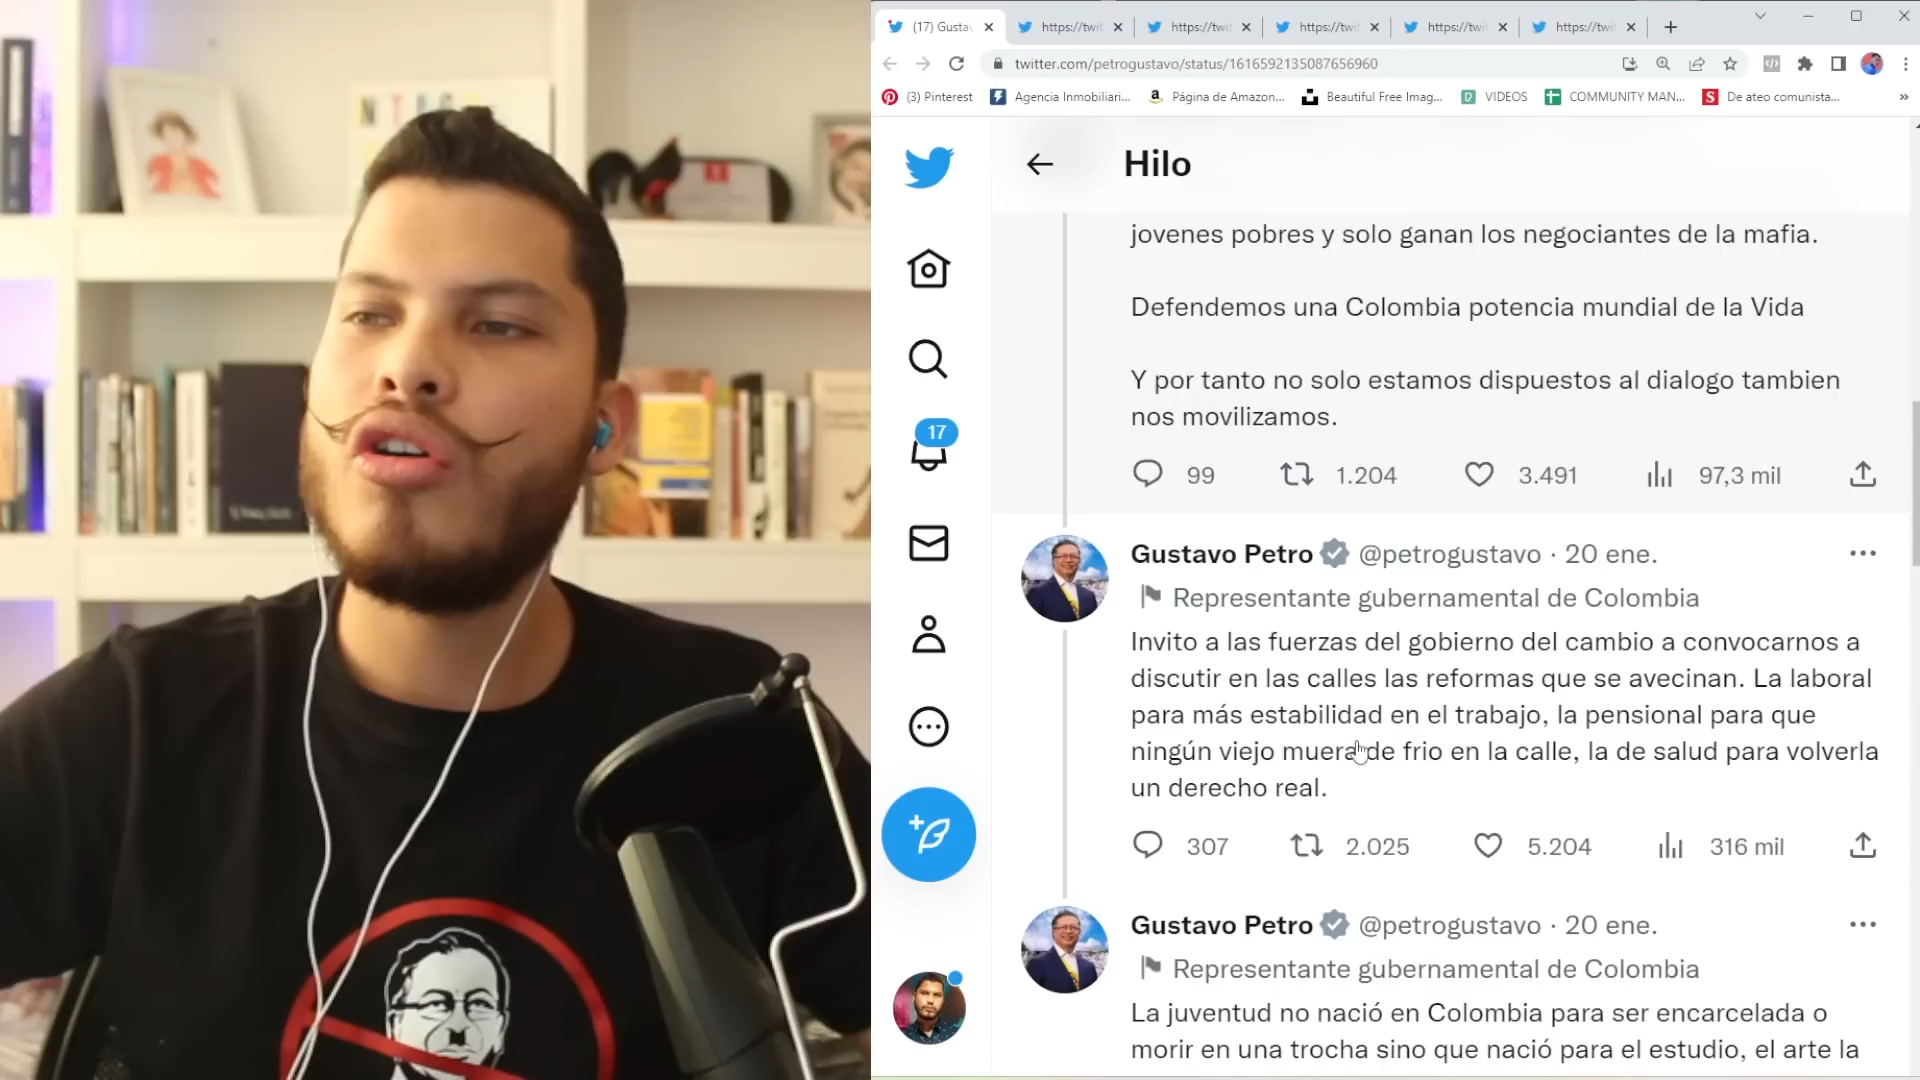 (17) Gustav
https://twit
https://twit
https://twit
https://twit
https://twit
twitter.com/petrogustavo/status/1616592135087656960
(3) Pinterest
Agencia Inmobiliari...
Página de Amazon...
Beautiful Free Imag...
VIDEOS
COMMUNITY MAN...
De ateo comunista...
»
Hilo
jovenes pobres y solo ganan los negociantes de la mafia.
Defendemos una Colombia potencia mundial de la Vida
Y por tanto no solo estamos dispuestos al dialogo tambien
nos movilizamos.
99 1.204 3.491 97,3 mil
17
Gustavo Petro @petrogustavo · 20 ene.
Representante gubernamental de Colombia
Invito a las fuerzas del gobierno del cambio a convocarnos a
discutir en las calles las reformas que se avecinan. La laboral
para más estabilidad en el trabajo, la pensional para que
ningún viejo muera de frio en la calle, la de salud para volverla
un derecho real.
307 2.025 5.204 316 mil
Gustavo Petro @petrogustavo · 20 ene.
Representante gubernamental de Colombia
La juventud no nació en Colombia para ser encarcelada o
morir en una trocha sino que nació para el estudio, el arte la